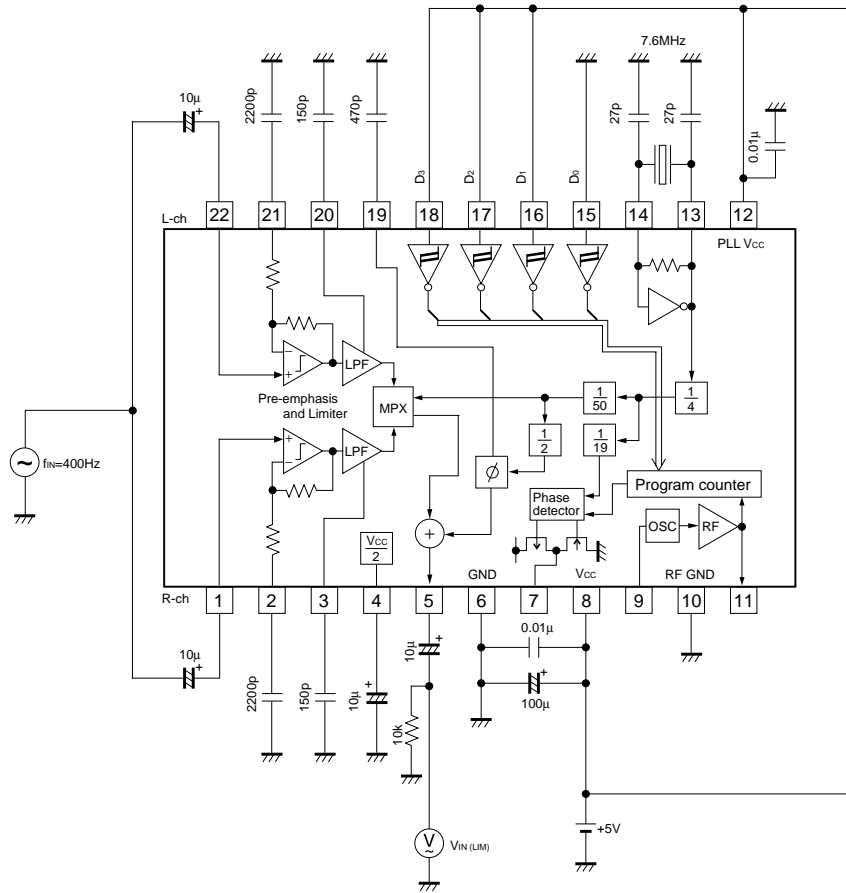 7.6MHz
10μ
+
2200p
150p
470p
D3
D2
D1
D0
27p
27p
0.01μ
L-ch
22
21
20
19
18
17
16
15
14
13
12
PLL VCC
−
+
LPF
Pre-emphasis
and Limiter
MPX
1
50
1
4
1
2
1
19
fIN=400Hz
+
−
LPF
ϕ
Phase
detector
Program counter
OSC
RF
+
VCC
2
GND
VCC
RF GND
R-ch
1
2
3
4
5
6
7
8
9
10
11
10μ
+
2200p
150p
10μ
+
10μ
+
10k
0.01μ
+
100μ
+5V
V
VIN (LIM)